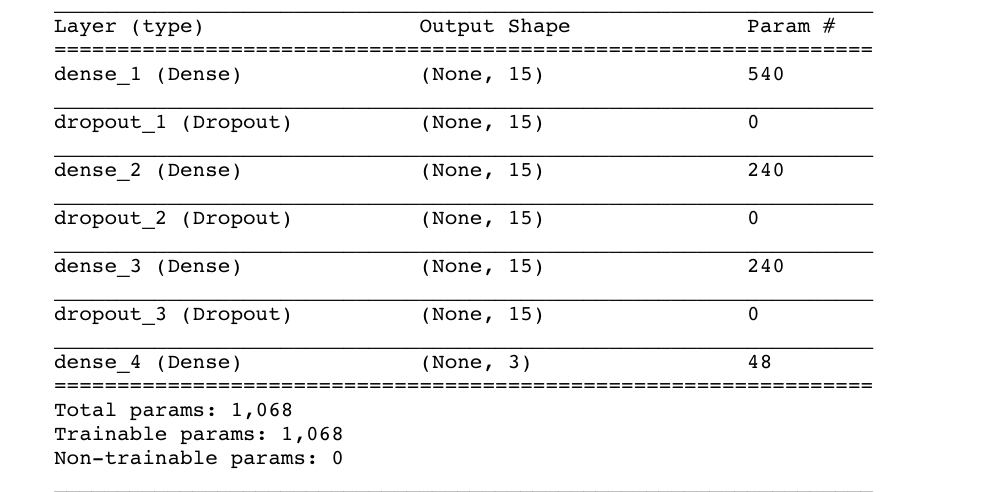 Layer (type) Output Shape Param #
=================================================================
dense_1 (Dense) (None, 15) 540
dropout_1 (Dropout) (None, 15) 0
dense_2 (Dense) (None, 15) 240
dropout_2 (Dropout) (None, 15) 0
dense_3 (Dense) (None, 15) 240
dropout_3 (Dropout) (None, 15) 0
dense_4 (Dense) (None, 3) 48
=================================================================
Total params: 1,068
Trainable params: 1,068
Non-trainable params: 0